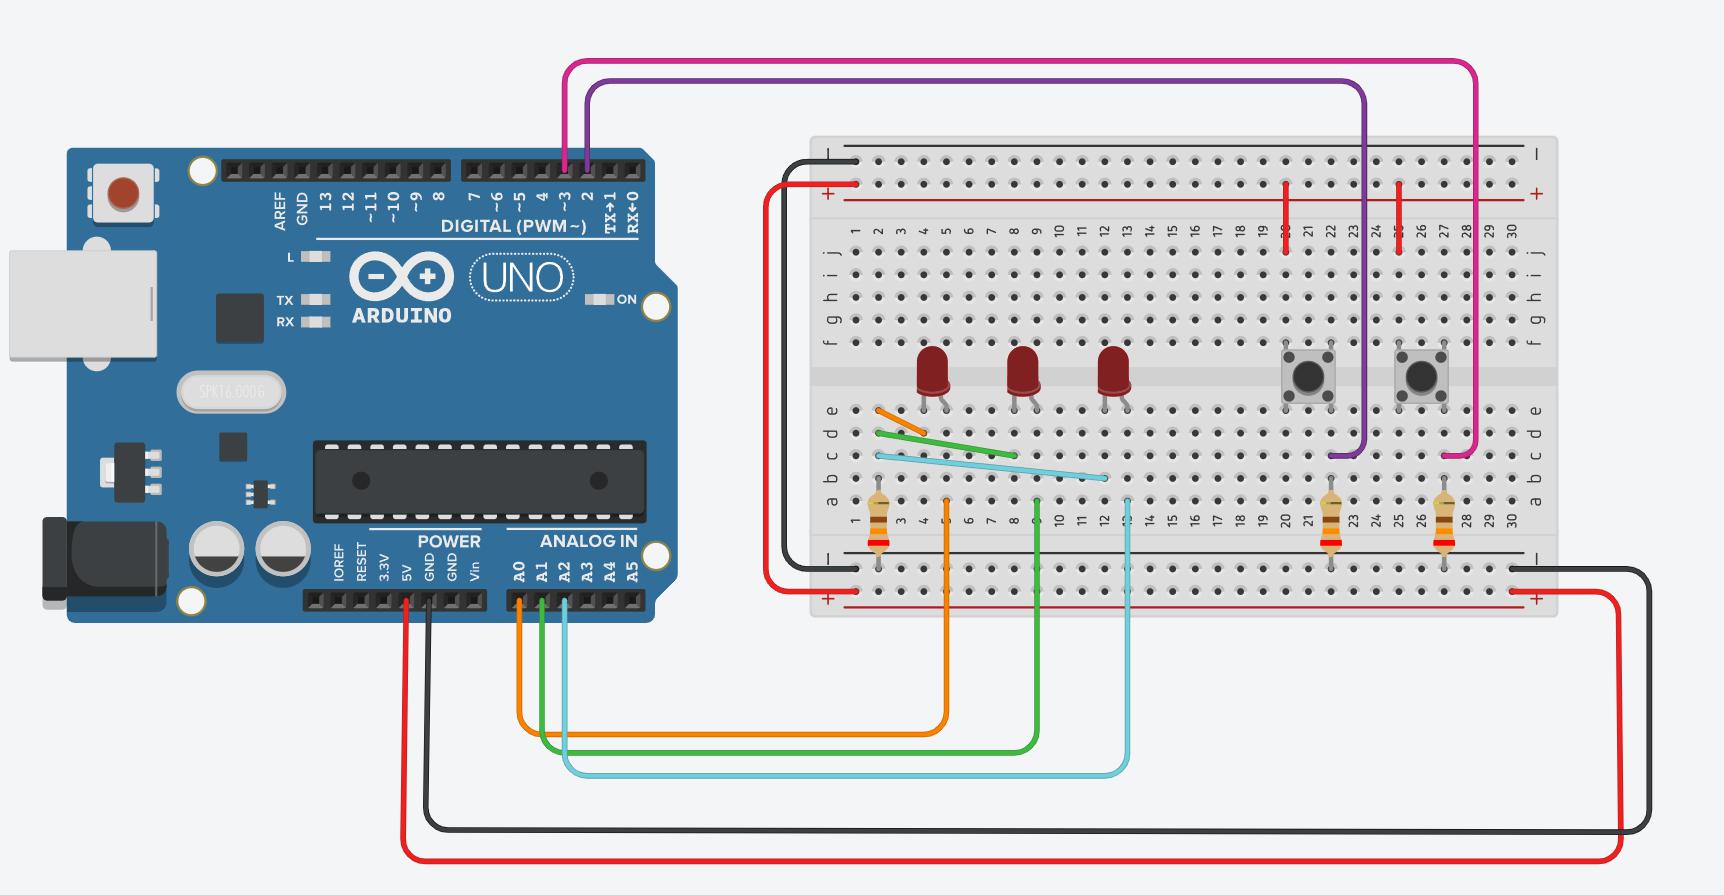 AREF
GND
13
12
~11
~10
~9
8
7
~6
~5
4
~3
2
TX→1
RX←0
DIGITAL (PWM~)
L
TX
RX
UNO
ARDUINO
ON
SPKT6.000G
POWER
ANALOG IN
IOREF
RESET
3.3V
5V
GND
GND
Vin
A0
A1
A2
A3
A4
A5
1 2 3 4 5 6 7 8 9 10 11 12 13 14 15 16 17 18 19 20 21 22 23 24 25 26 27 28 29 30
j j
i i
h h
g g
f f
e e
d d
c c
b b
a a
1 3 4 5 6 7 8 9 10 11 12 13 14 15 16 17 18 19 20 21 23 24 25 26 28 29 30